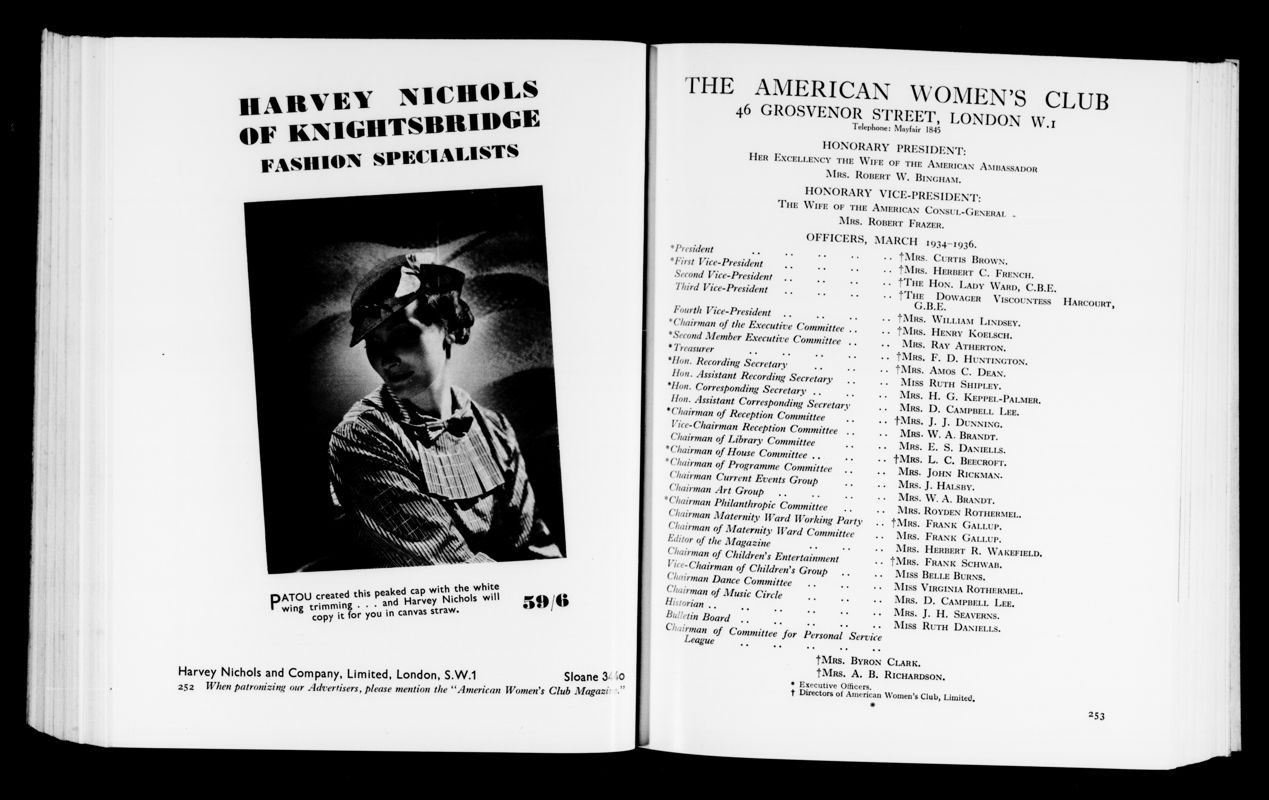 HARVEY NICHOLS
OF KNIGHTSBRIDGE
FASHION SPECIALISTS
PATOU created this peaked cap with the white
wing trimming . . . and Harvey Nichols will
copy it for you in canvas straw.
59/6
Harvey Nichols and Company, Limited, London, S.W.1 Sloane
252 When patronizing our Advertisers, please mention the "American Women's Club Magazine."
THE AMERICAN WOMEN'S CLUB
46 GROSVENOR STREET, LONDON W.1
Telephone: Mayfair 1845
HONORARY PRESIDENT:
HER EXCELLENCY THE WIFE OF THE AMERICAN AMBASSADOR
MRS. ROBERT W. BINGHAM.
HONORARY VICE-PRESIDENT:
THE WIFE OF THE AMERICAN CONSUL-GENERAL
MRS. ROBERT FRAZER.
OFFICERS, MARCH 1934-1936.
*President .. .. .. .. .. †MRS. CURTIS BROWN.
*First Vice-President .. .. .. .. †MRS. HERBERT C. FRENCH.
Second Vice-President .. .. .. .. †THE HON. LADY WARD, C.B.E.
Third Vice-President .. .. .. .. †THE DOWAGER VISCOUNTESS HARCOURT,
G.B.E.
Fourth Vice-President .. .. .. .. †MRS. WILLIAM LINDSEY.
*Chairman of the Executive Committee .. .. †MRS. HENRY KOELSCH.
*Second Member Executive Committee .. .. MRS. RAY ATHERTON.
*Treasurer .. .. .. .. .. †MRS. F. D. HUNTINGTON.
*Hon. Recording Secretary .. .. .. †MRS. AMOS C. DEAN.
Hon. Assistant Recording Secretary .. .. MISS RUTH SHIPLEY.
*Hon. Corresponding Secretary .. .. .. MRS. H. G. KEPPEL-PALMER.
Hon. Assistant Corresponding Secretary .. MRS. D. CAMPBELL LEE.
*Chairman of Reception Committee .. .. †MRS. J. J. DUNNING.
Vice-Chairman Reception Committee .. .. MRS. W. A. BRANDT.
Chairman of Library Committee .. .. MRS. E. S. DANIELLS.
*Chairman of House Committee .. .. .. †MRS. L. C. BEECROFT.
*Chairman of Programme Committee .. .. MRS. JOHN RICKMAN.
Chairman Current Events Group .. .. MRS. J. HALSBY.
Chairman Art Group .. .. .. .. MRS. W. A. BRANDT.
*Chairman Philanthropic Committee .. .. MRS. ROYDEN ROTHERMEL.
Chairman Maternity Ward Working Party .. †MRS. FRANK GALLUP.
Chairman of Maternity Ward Committee .. MRS. FRANK GALLUP.
Editor of the Magazine .. .. .. MRS. HERBERT R. WAKEFIELD.
Chairman of Children's Entertainment .. †MRS. FRANK SCHWAB.
Vice-Chairman of Children's Group .. .. MISS BELLE BURNS.
Chairman Dance Committee .. .. .. MISS VIRGINIA ROTHERMEL.
Chairman of Music Circle .. .. .. MRS. D. CAMPBELL LEE.
Historian .. .. .. .. .. .. MRS. J. H. SEAVERNS.
Bulletin Board .. .. .. .. .. MISS RUTH DANIELLS.
Chairman of Committee for Personal Service
League .. .. .. .. ..
†MRS. BYRON CLARK.
†MRS. A. B. RICHARDSON.
* Executive Officers.
† Directors of American Women's Club, Limited.
*
253